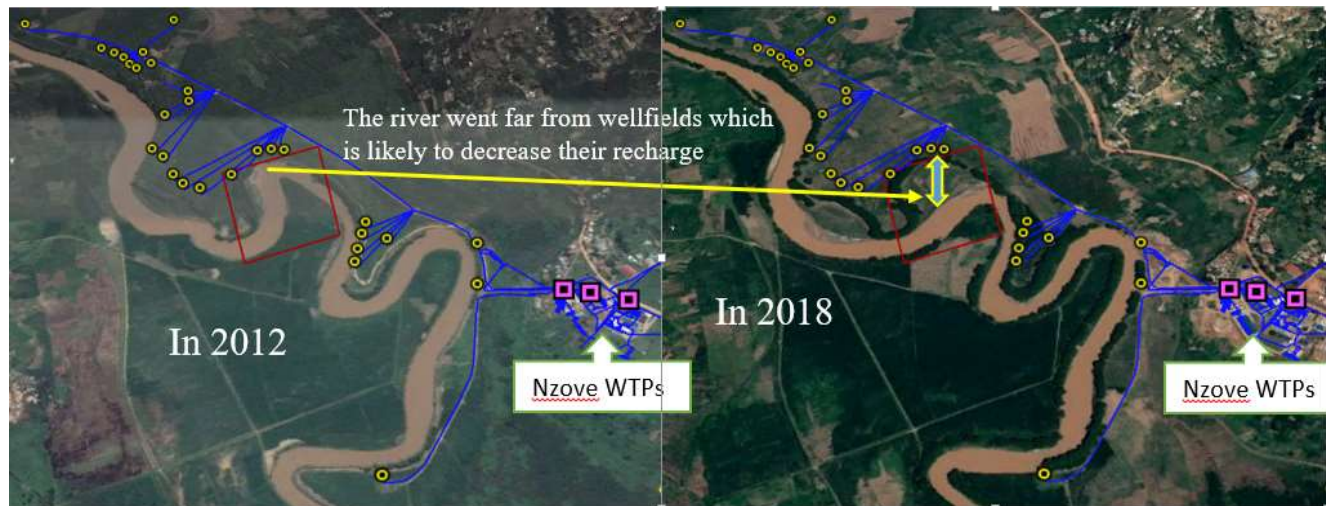 The river went far from wellfields which
is likely to decrease their recharge
In 2012
In 2018
Nzove WTPs
Nzove WTPs